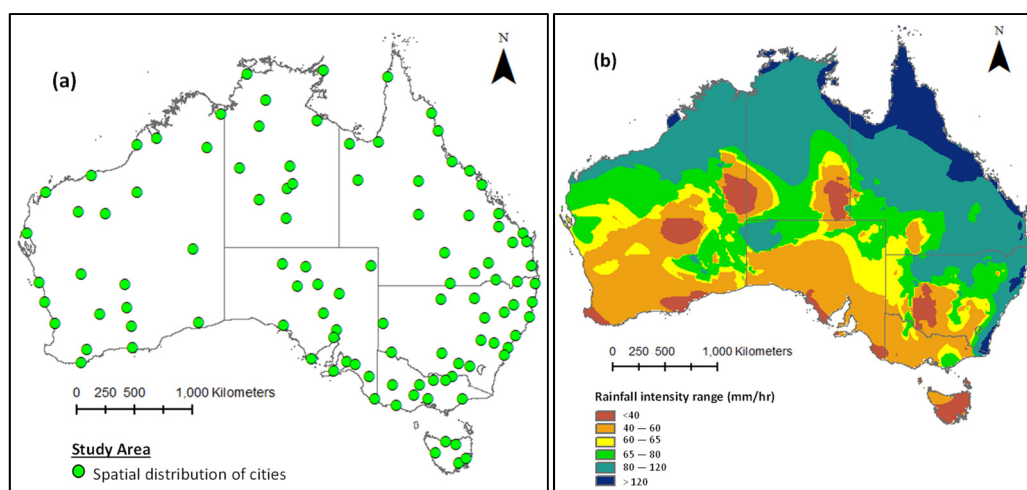 (a)
N
0 250 500 1,000 Kilometers
Study Area
Spatial distribution of cities
(b)
N
0 250 500 1,000 Kilometers
Rainfall intensity range (mm/hr)
<40
40 — 60
60 — 65
65 — 80
80 — 120
>120